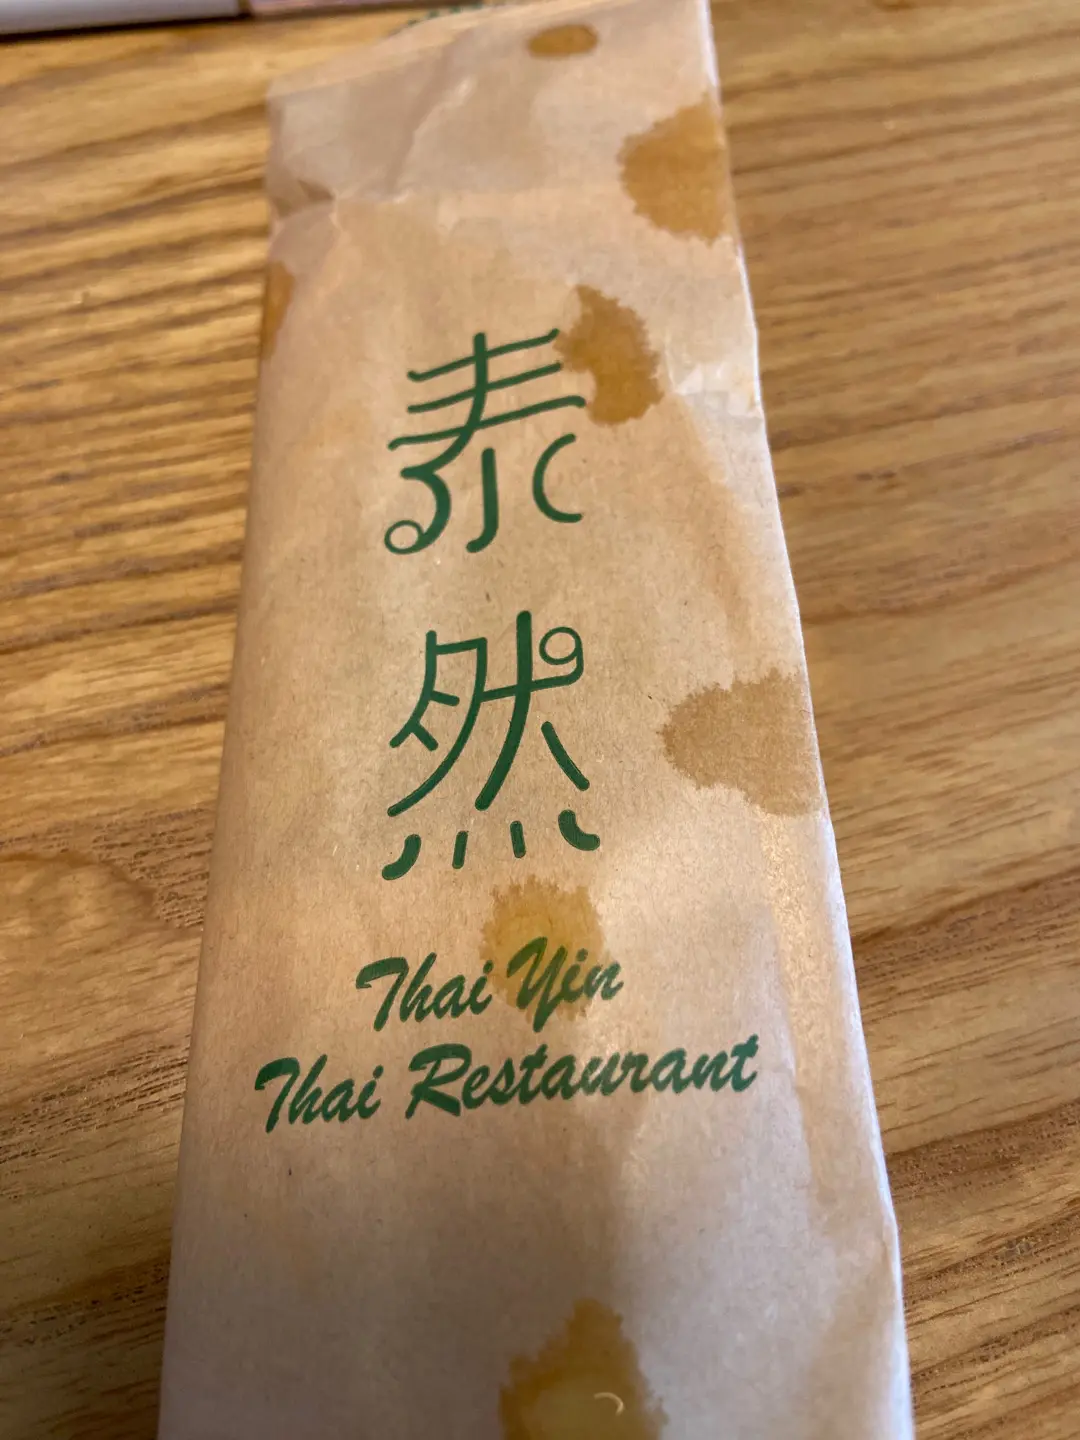 泰
然
Thai Yin
Thai Restaurant